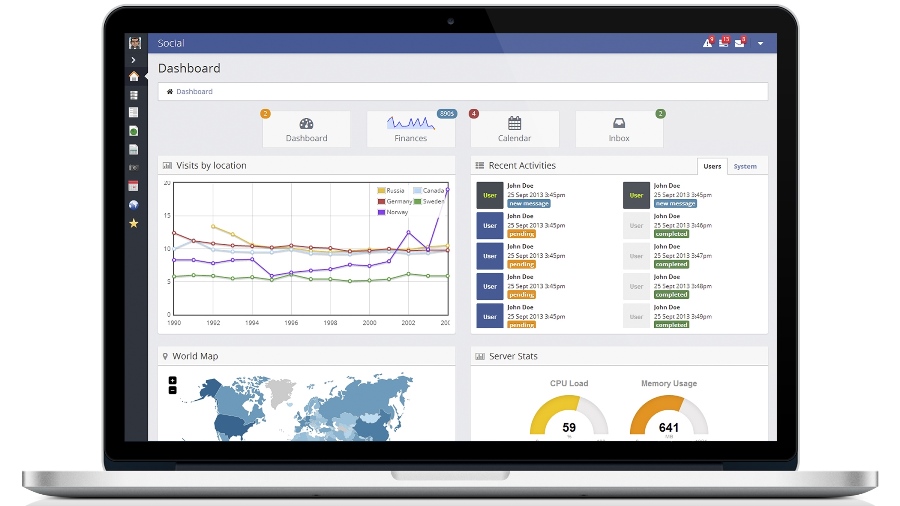 Social
9 13 8
Dashboard
Dashboard
2 890$ 4 2
Dashboard Finances Calendar Inbox
Visits by location
20
15
10
5
0
1990 1992 1994 1996 1998 2000 2002
Russia Canada
Germany Sweden
Norway
Recent Activities Users System
User John Doe
25 Sept 2013 3:45pm
new message
User John Doe
25 Sept 2013 3:45pm
pending
User John Doe
25 Sept 2013 3:45pm
pending
User John Doe
25 Sept 2013 3:45pm
pending
User John Doe
25 Sept 2013 3:45pm
pending
User John Doe
25 Sept 2013 3:45pm
new message
User John Doe
25 Sept 2013 3:46pm
completed
User John Doe
25 Sept 2013 3:47pm
completed
User John Doe
25 Sept 2013 3:48pm
completed
User John Doe
25 Sept 2013 3:49pm
completed
World Map
+
-
Server Stats
CPU Load Memory Usage
59 641
%